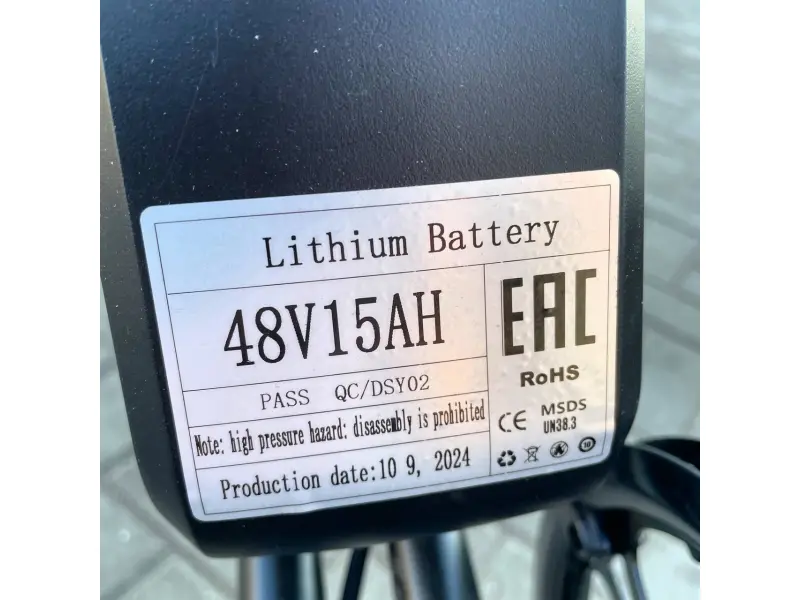 Lithium Battery
48V15AH
PASS QC/DSY02
Note: high pressure hazard: disassembly is prohibited
Production date:10 9, 2024
EAC
RoHS
CE MSDS
UN38.3
10